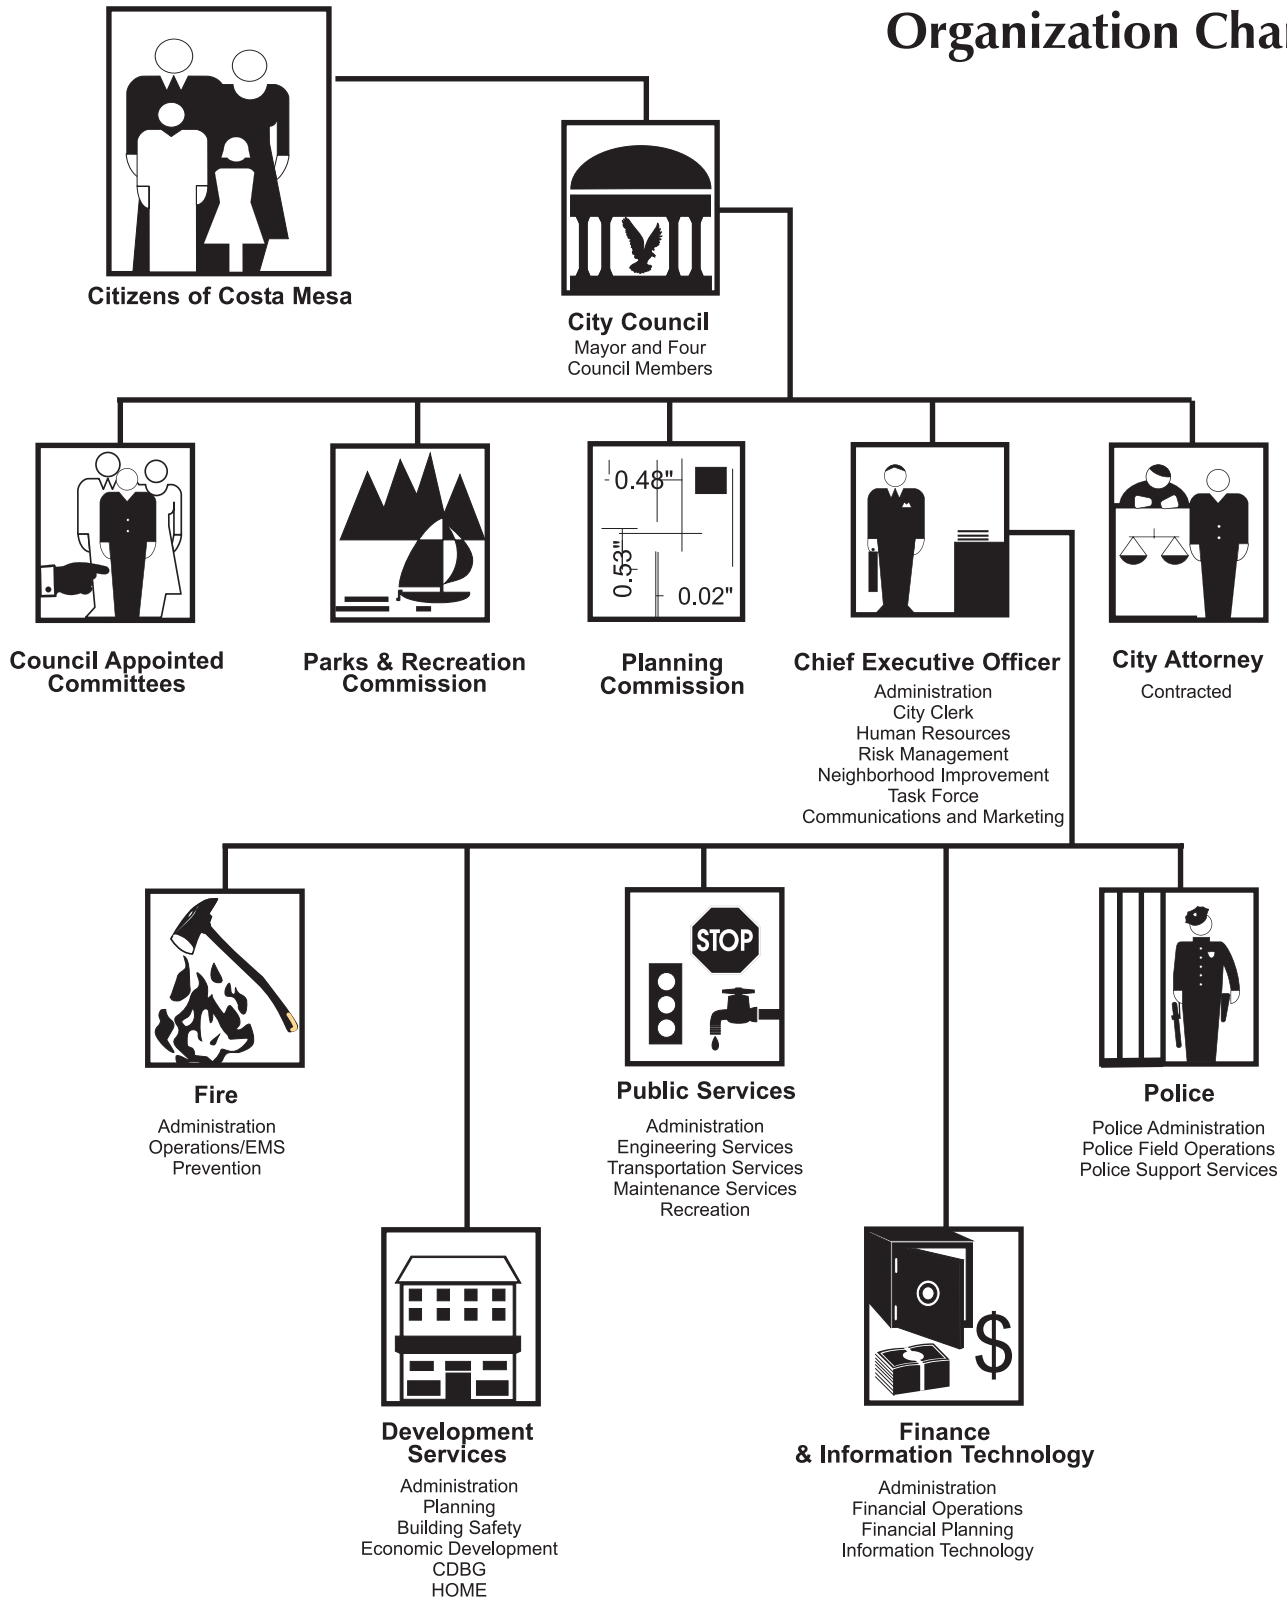 Organization Char
Citizens of Costa Mesa
City Council
Mayor and Four
Council Members
0.48"
0.53"
0.02"
Council Appointed
Committees
Parks & Recreation
Commission
Planning
Commission
Chief Executive Officer
Administration
City Clerk
Human Resources
Risk Management
Neighborhood Improvement
Task Force
Communications and Marketing
City Attorney
Contracted
Fire
Administration
Operations/EMS
Prevention
STOP
Public Services
Administration
Engineering Services
Transportation Services
Maintenance Services
Recreation
Police
Police Administration
Police Field Operations
Police Support Services
Development
Services
Administration
Planning
Building Safety
Economic Development
CDBG
HOME
$
Finance
& Information Technology
Administration
Financial Operations
Financial Planning
Information Technology